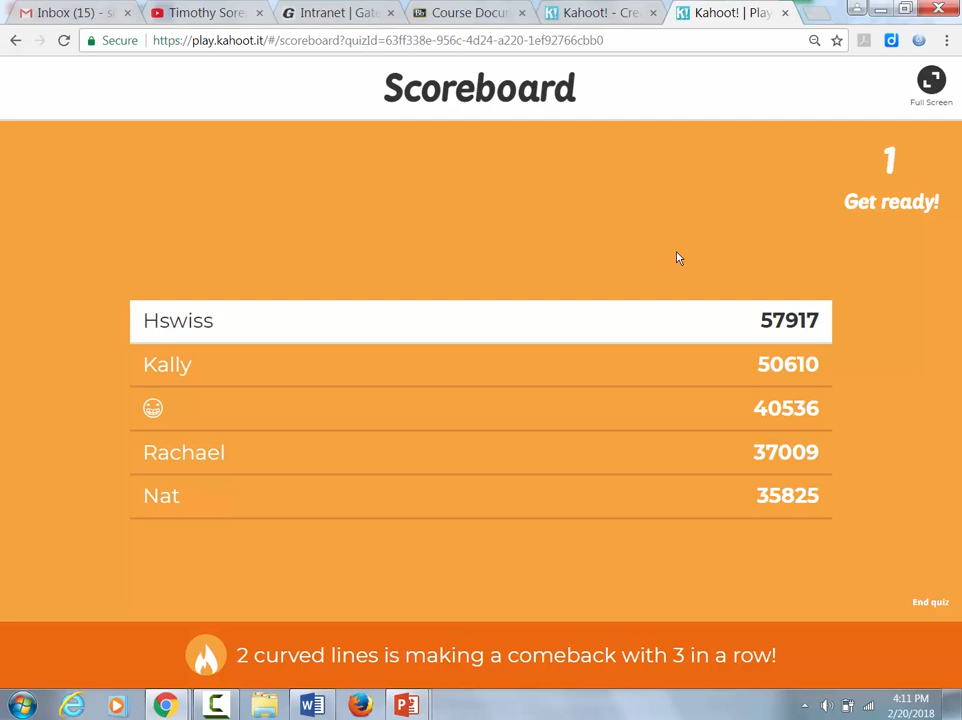 Inbox (15) - s
Timothy Sore
Intranet | Gate
Course Docu
Kahoot! - Cre
Kahoot! | Play
Secure
https://play.kahoot.it/#/scoreboard?quizId=63ff338e-956c-4d24-a220-1ef92766cbb0
Scoreboard
Full Screen
1
Get ready!
Hswiss 57917
Kally 50610
😁 40536
Rachael 37009
Nat 35825
End quiz
2 curved lines is making a comeback with 3 in a row!
4:11 PM
2/20/2018